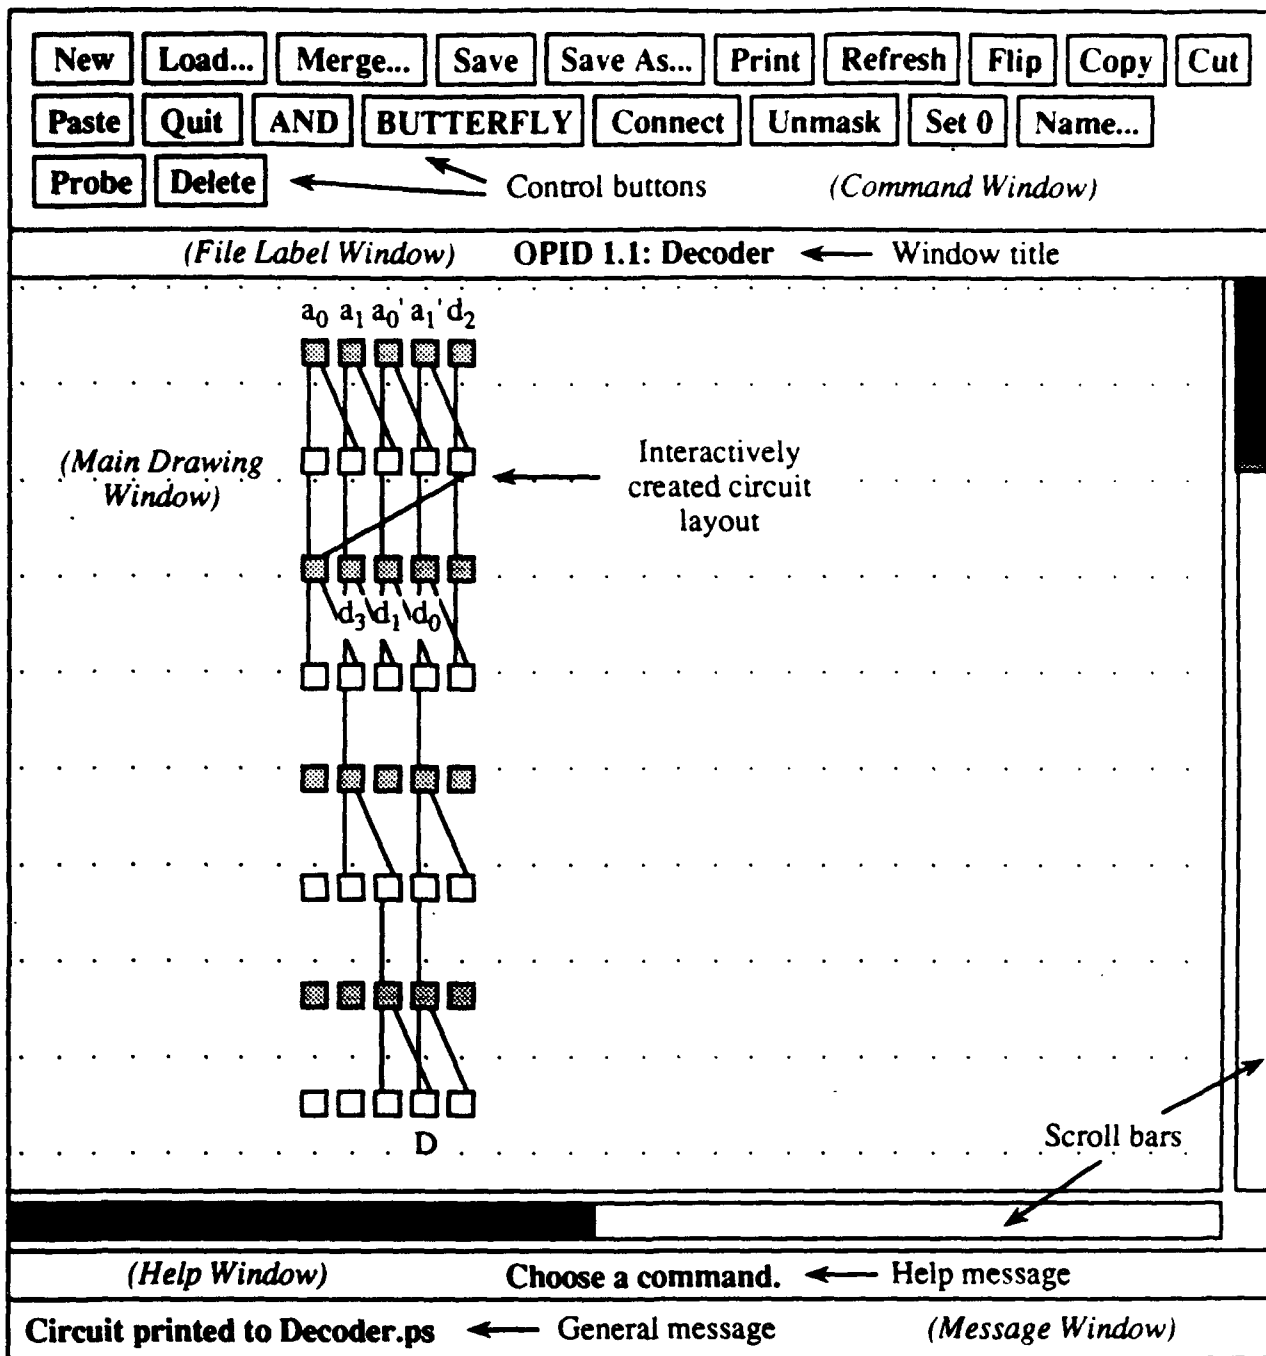 New Load... Merge... Save Save As... Print Refresh Flip Copy Cut
Paste Quit AND BUTTERFLY Connect Unmask Set 0 Name...
Probe Delete Control buttons (Command Window)
(File Label Window) OPID 1.1: Decoder Window title
a0 a1 a0' a1' d2
(Main Drawing
Window)
Interactively
created circuit
layout
d3 d1 d0
Scroll bars
D
(Help Window) Choose a command. Help message
Circuit printed to Decoder.ps General message (Message Window)